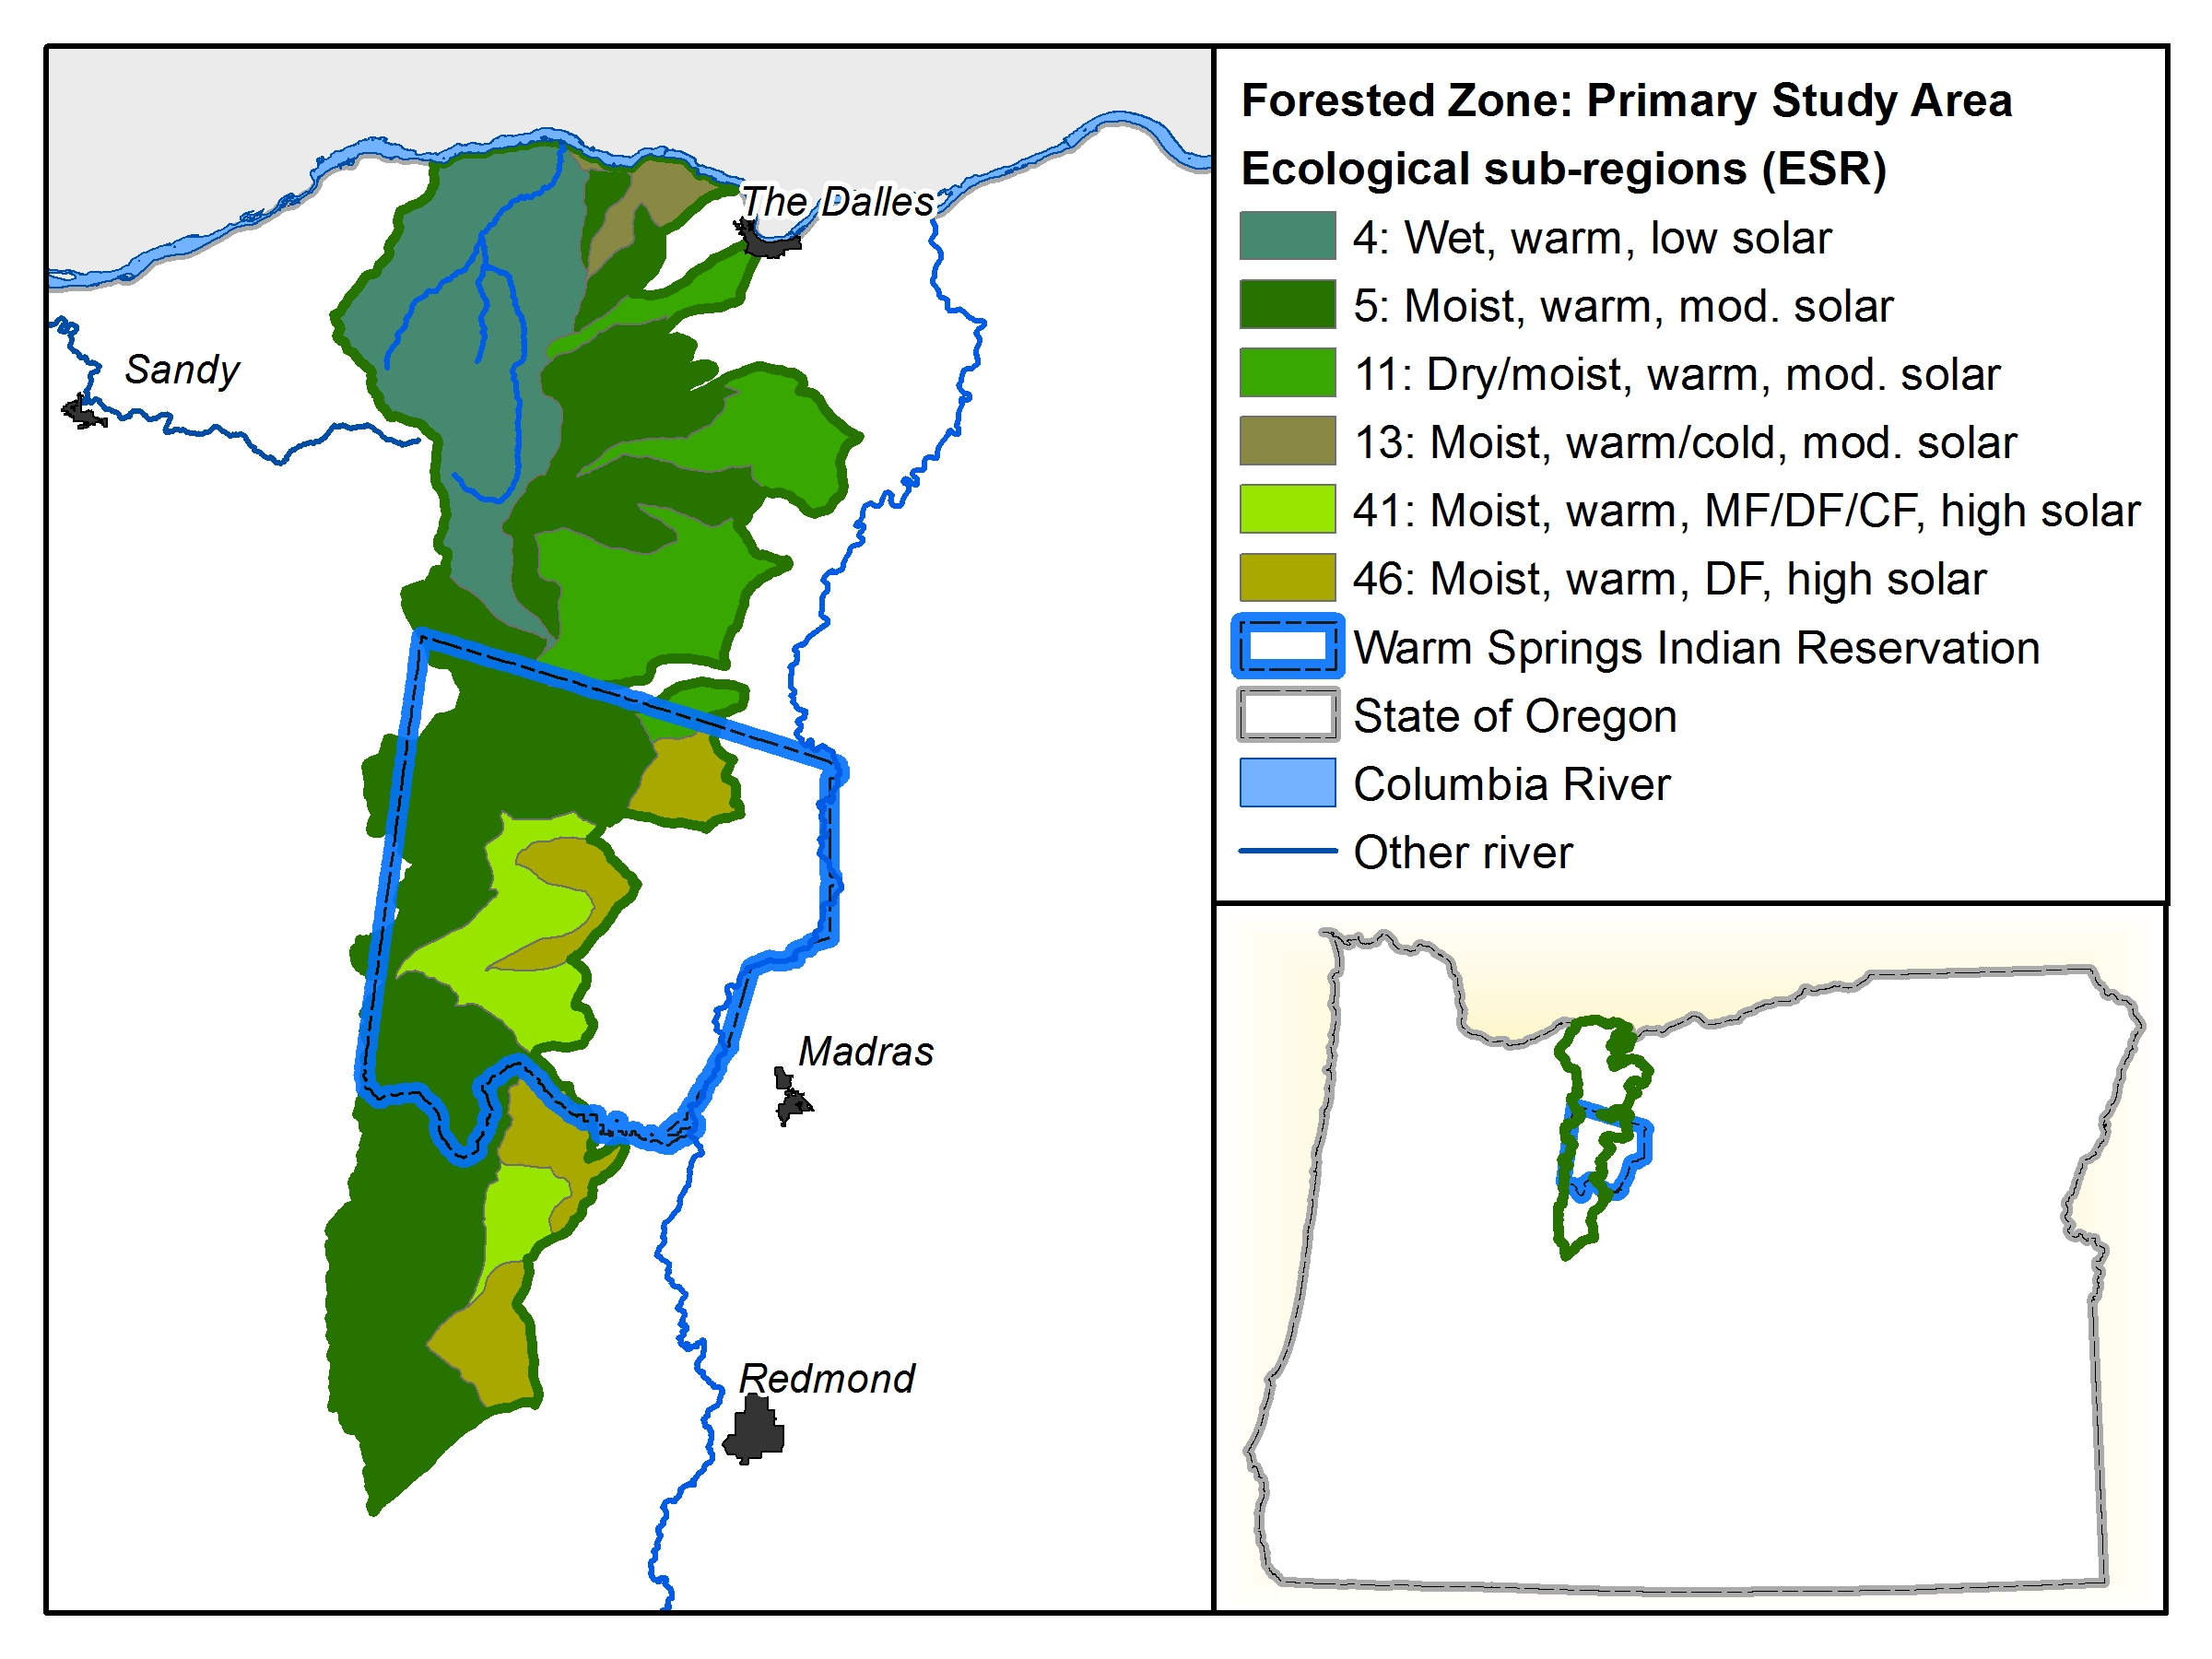 The Dalles
Sandy
Madras
Redmond
Forested Zone: Primary Study Area
Ecological sub-regions (ESR)
4: Wet, warm, low solar
5: Moist, warm, mod. solar
11: Dry/moist, warm, mod. solar
13: Moist, warm/cold, mod. solar
41: Moist, warm, MF/DF/CF, high solar
46: Moist, warm, DF, high solar
Warm Springs Indian Reservation
State of Oregon
Columbia River
Other river